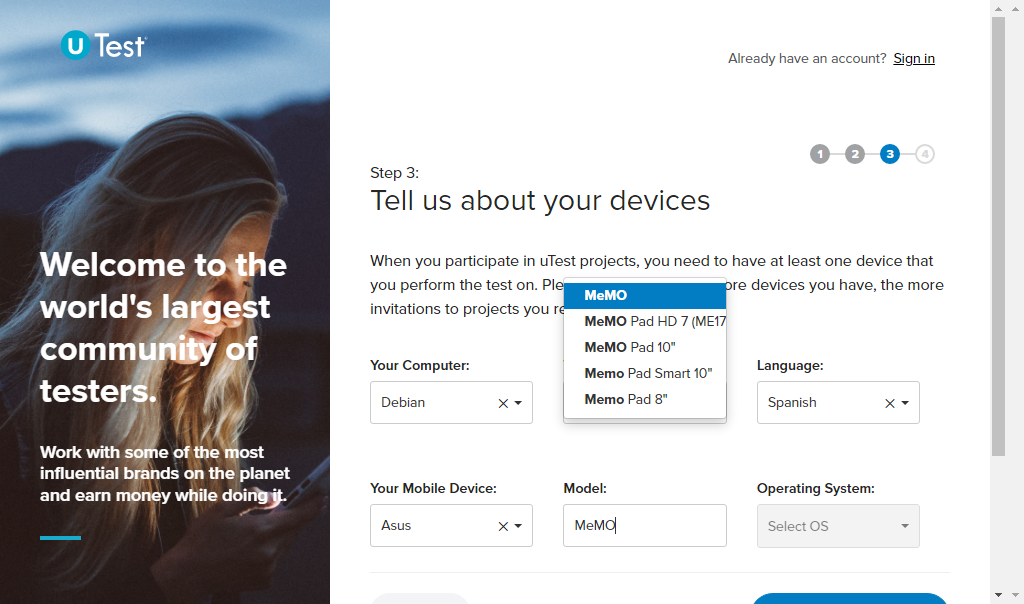 U Test
Already have an account? Sign in
1 2 3 4
Step 3:
Tell us about your devices
When you participate in uTest projects, you need to have at least one device that
you perform the test on. ore devices you have, the more
invitations to projects you
MeMO
MeMO Pad HD 7 (ME17
MeMO Pad 10"
Memo Pad Smart 10"
Memo Pad 8"
Your Computer:
Language:
Debian
Spanish
Your Mobile Device:
Model:
Operating System:
Asus
MeMO
Select OS
Welcome to the
world's largest
community of
testers.
Work with some of the most
influential brands on the planet
and earn money while doing it.